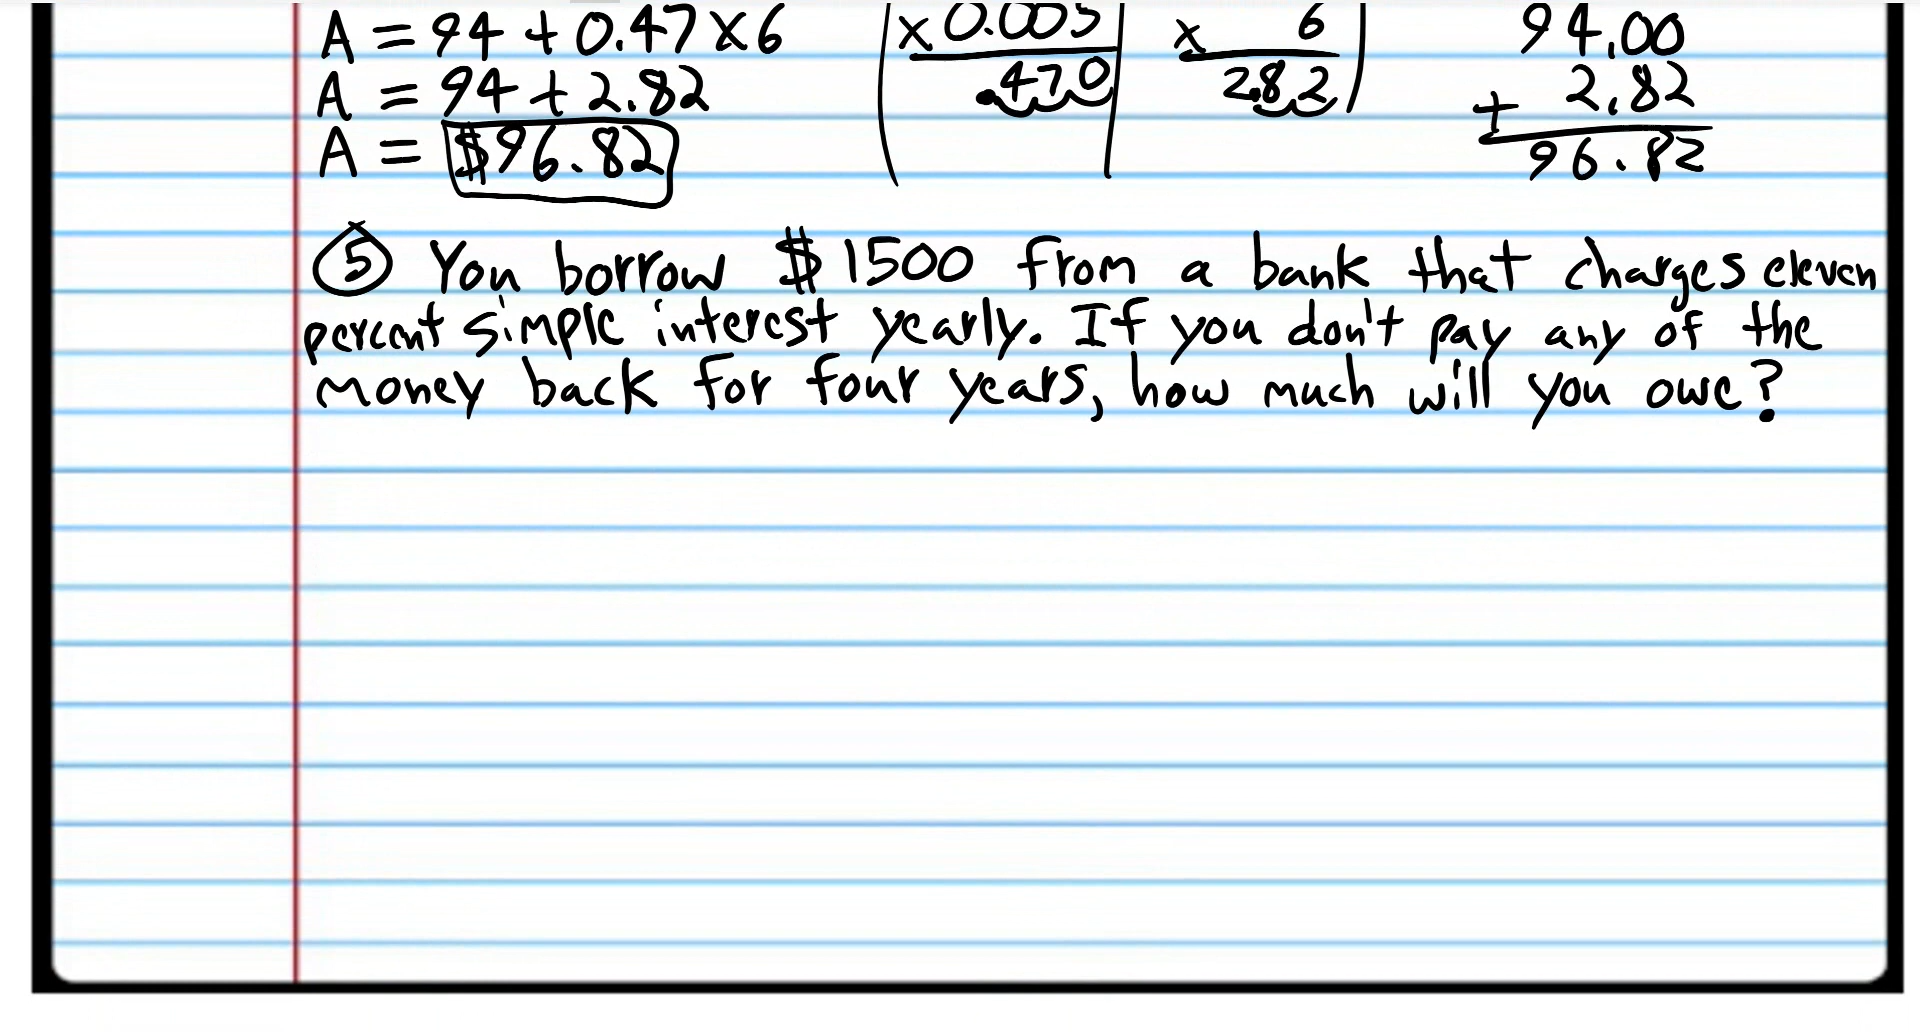 A = 94 + 0.47 x 6
x 0.005
x 6
94.00
A = 94 + 2.82
.470
2.82
+ 2.82
A = $96.82
96.82
5 You borrow $1500 from a bank that charges eleven
percent simple interest yearly. If you don't pay any of the
money back for four years, how much will you owe?